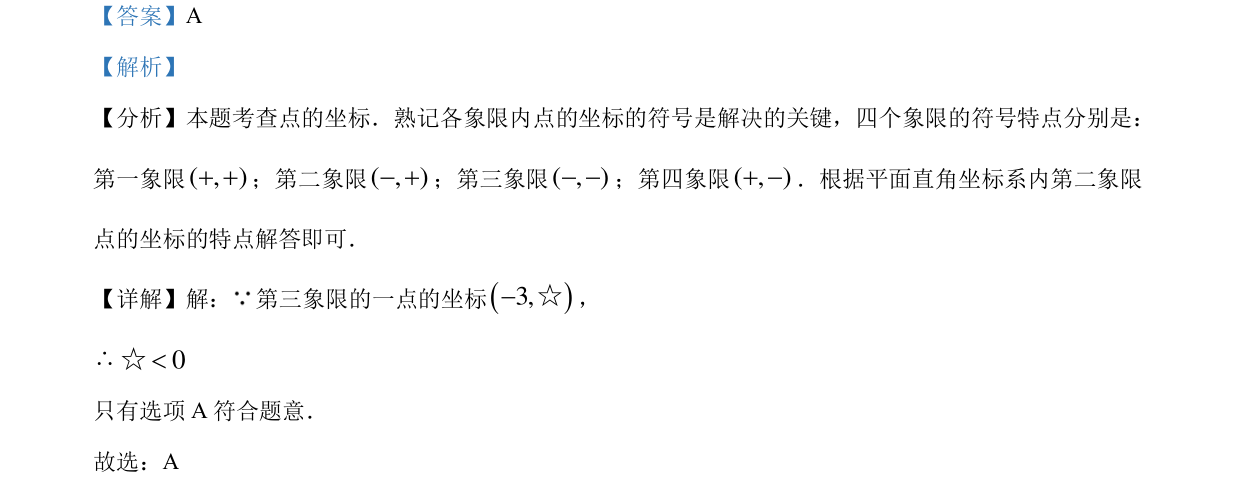 【答案】A
【解析】
【分析】本题考查点的坐标．熟记各象限内点的坐标的符号是解决的关键，四个象限的符号特点分别是：
第一象限(+,+)；第二象限(−,+)；第三象限(−,−)；第四象限(+,−)．根据平面直角坐标系内第二象限
点的坐标的特点解答即可．
【详解】解：∵第三象限的一点的坐标(−3,☆)，
∴☆<0
只有选项 A 符合题意．
故选：A